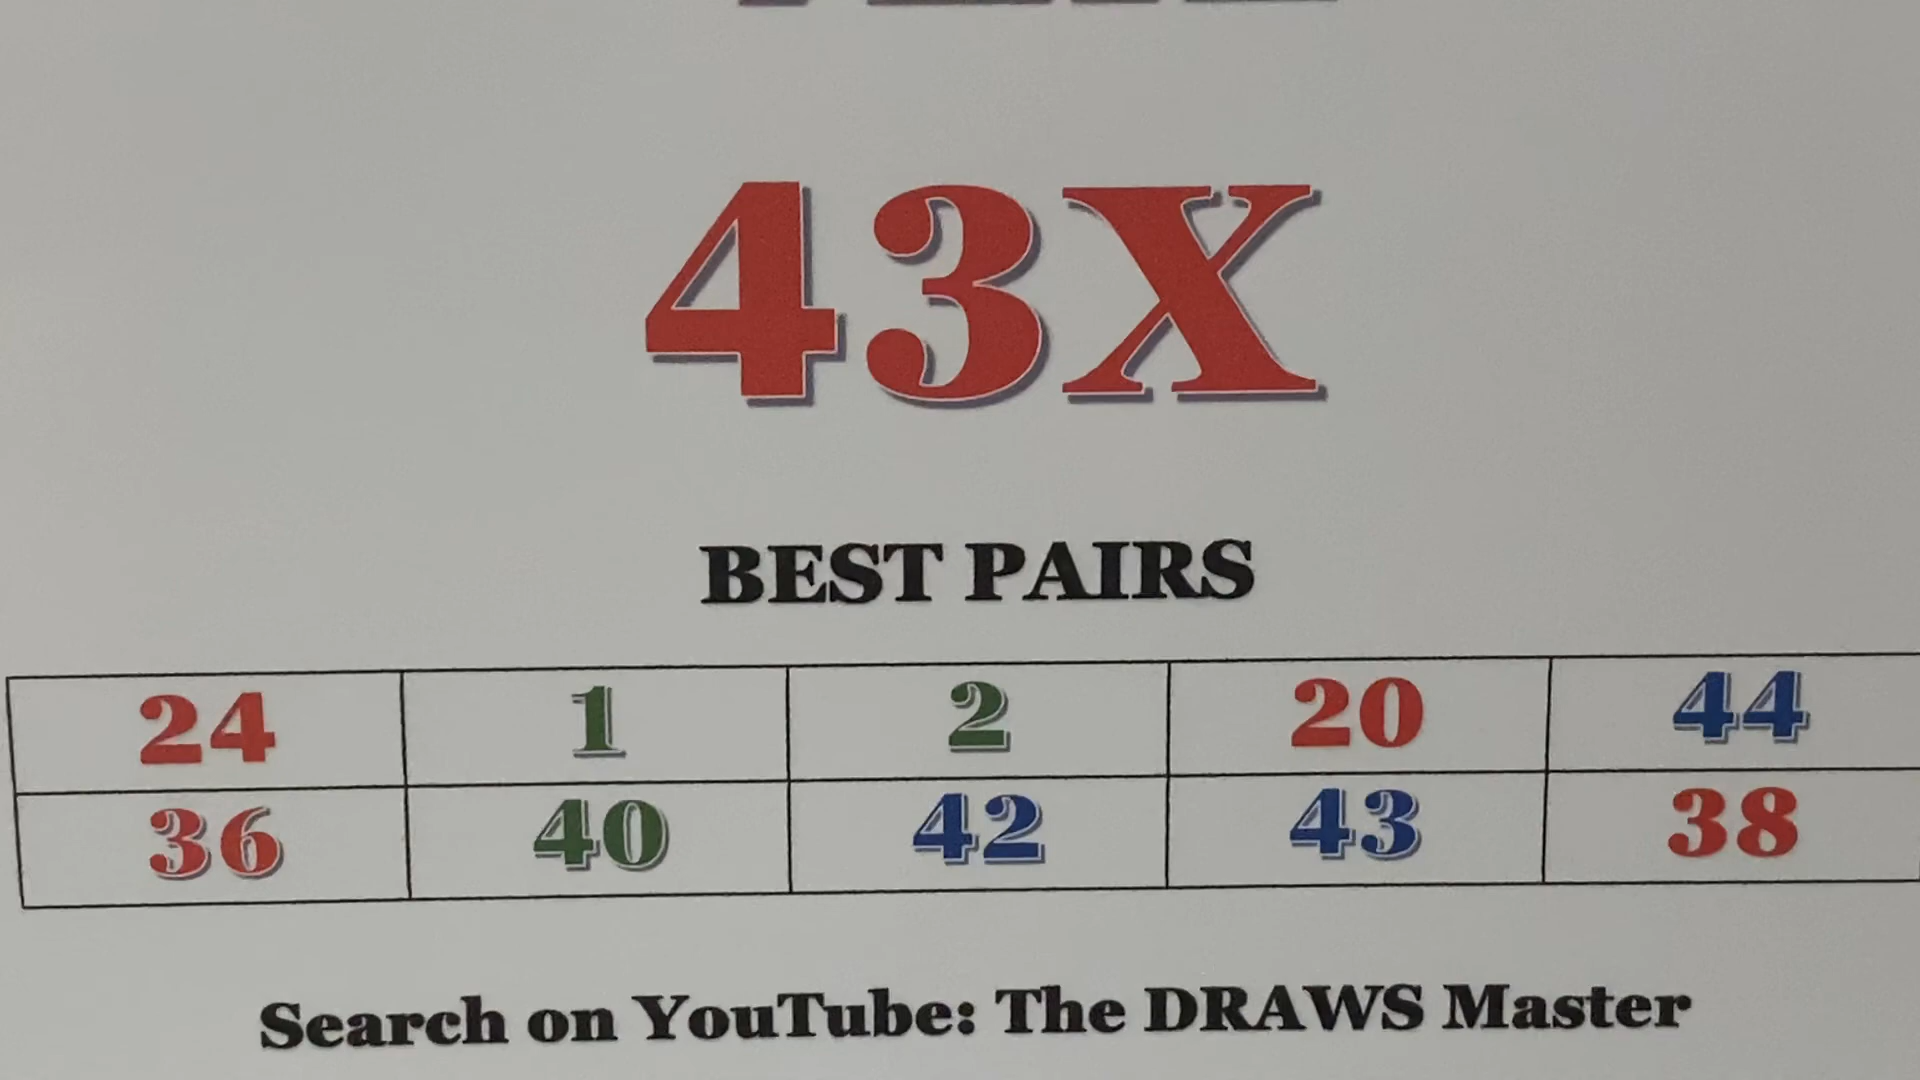 43X
BEST PAIRS
24 1 2 20 44
36 40 42 43 38
Search on YouTube: The DRAWS Master